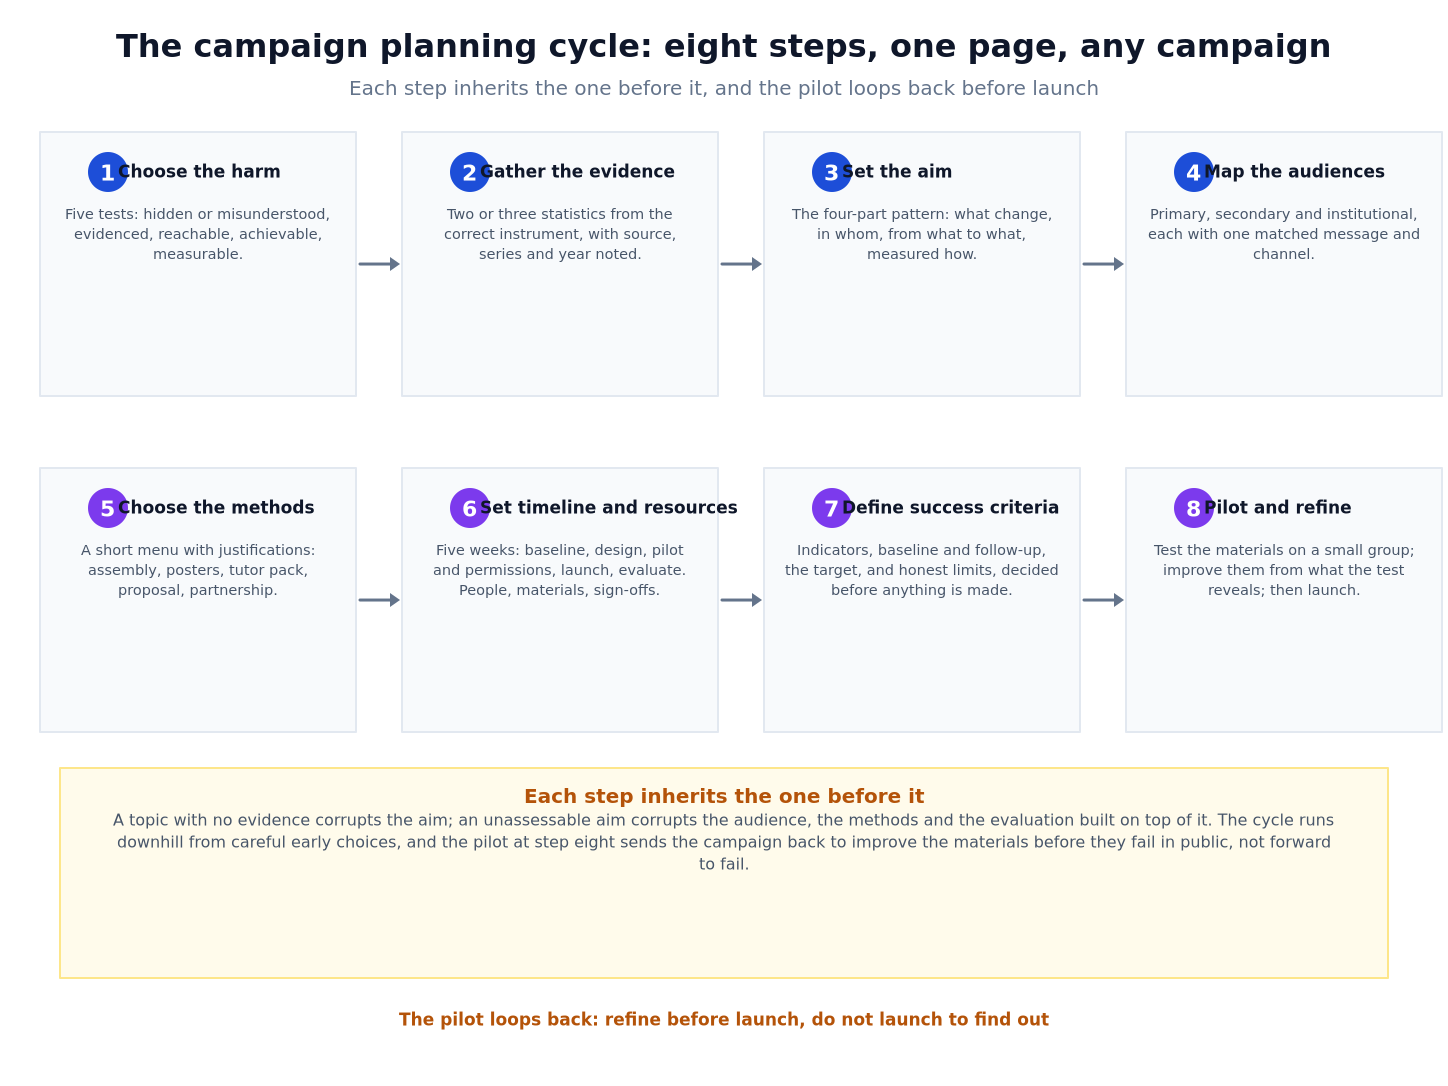 The campaign planning cycle: eight steps, one page, any campaign
Each step inherits the one before it, and the pilot loops back before launch
1 Choose the harm
Five tests: hidden or misunderstood,
evidenced, reachable, achievable,
measurable.
2 Gather the evidence
Two or three statistics from the
correct instrument, with source,
series and year noted.
3 Set the aim
The four-part pattern: what change,
in whom, from what to what,
measured how.
4 Map the audiences
Primary, secondary and institutional,
each with one matched message and
channel.
5 Choose the methods
A short menu with justifications:
assembly, posters, tutor pack,
proposal, partnership.
6 Set timeline and resources
Five weeks: baseline, design, pilot
and permissions, launch, evaluate.
People, materials, sign-offs.
7 Define success criteria
Indicators, baseline and follow-up,
the target, and honest limits, decided
before anything is made.
8 Pilot and refine
Test the materials on a small group;
improve them from what the test
reveals; then launch.
Each step inherits the one before it
A topic with no evidence corrupts the aim; an unassessable aim corrupts the audience, the methods and the evaluation built on top of it. The cycle runs
downhill from careful early choices, and the pilot at step eight sends the campaign back to improve the materials before they fail in public, not forward
to fail.
The pilot loops back: refine before launch, do not launch to find out